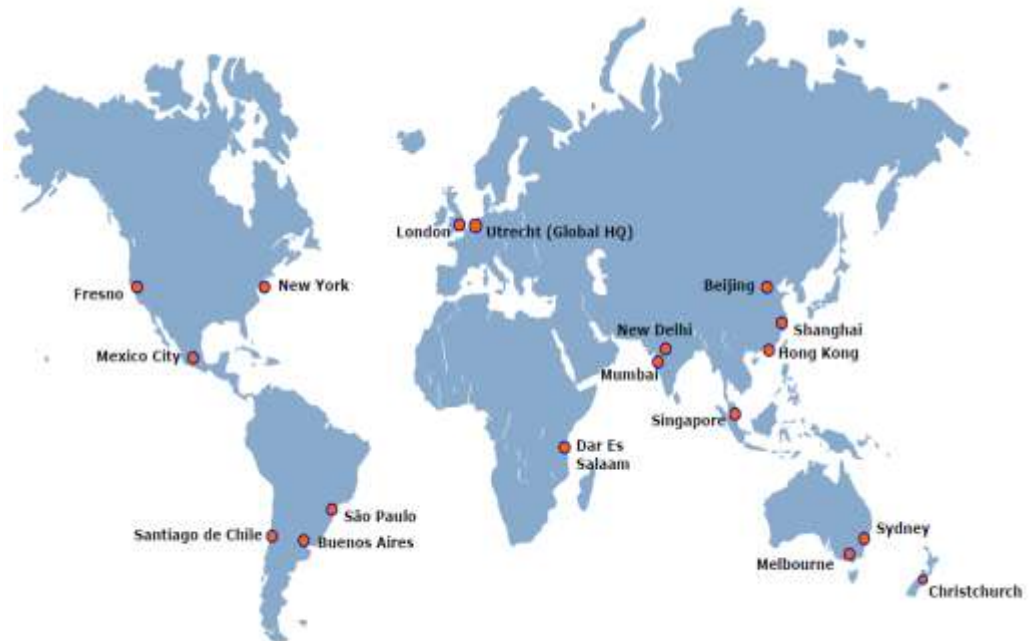 London
Utrecht (Global HQ)
Fresno
New York
Beijing
Shanghai
New Delhi
Hong Kong
Mexico City
Mumbai
Singapore
Dar Es
Salaam
São Paulo
Santiago de Chile
Buenos Aires
Sydney
Melbourne
Christchurch